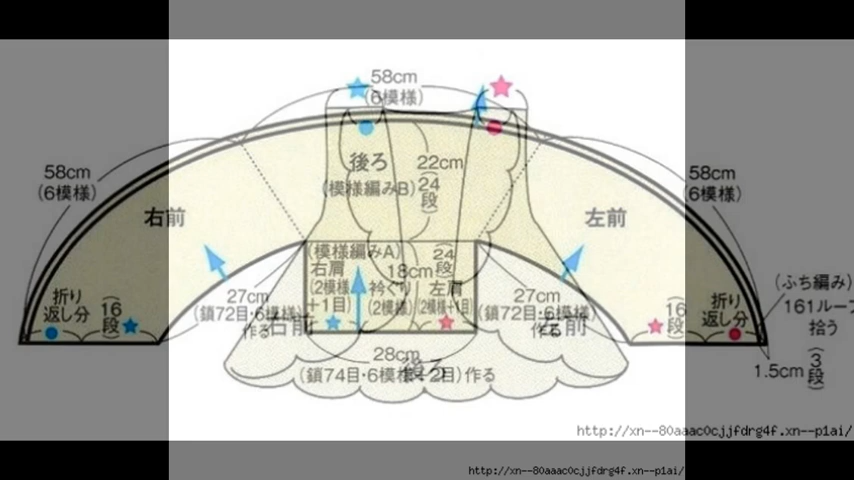 58cm
(6模様)
58cm
(6模様)
58cm
(6模様)
後ろ
22cm
(模様編みB)
(24段)
右前
左前
(模様編みA)
右肩
(2模様
+1目)
18cm
衿ぐり
(2模様)
(24段)
左肩
(2模様+1目)
折り
返し分
(16段)
27cm
(鎖72目・6模様)
作る
右前
27cm
(鎖72目・6模様)
作る
左前
16段
折り
返し分
(ふち編み)
161ループ
拾う
1.5cm
(3段)
28cm
(鎖74目・6模様+2目)作る
後ろ
http://xn--80aaac0cjjfdrg4f.xn--p1ai/
http://xn--80aaac0cjjfdrg4f.xn--p1ai/